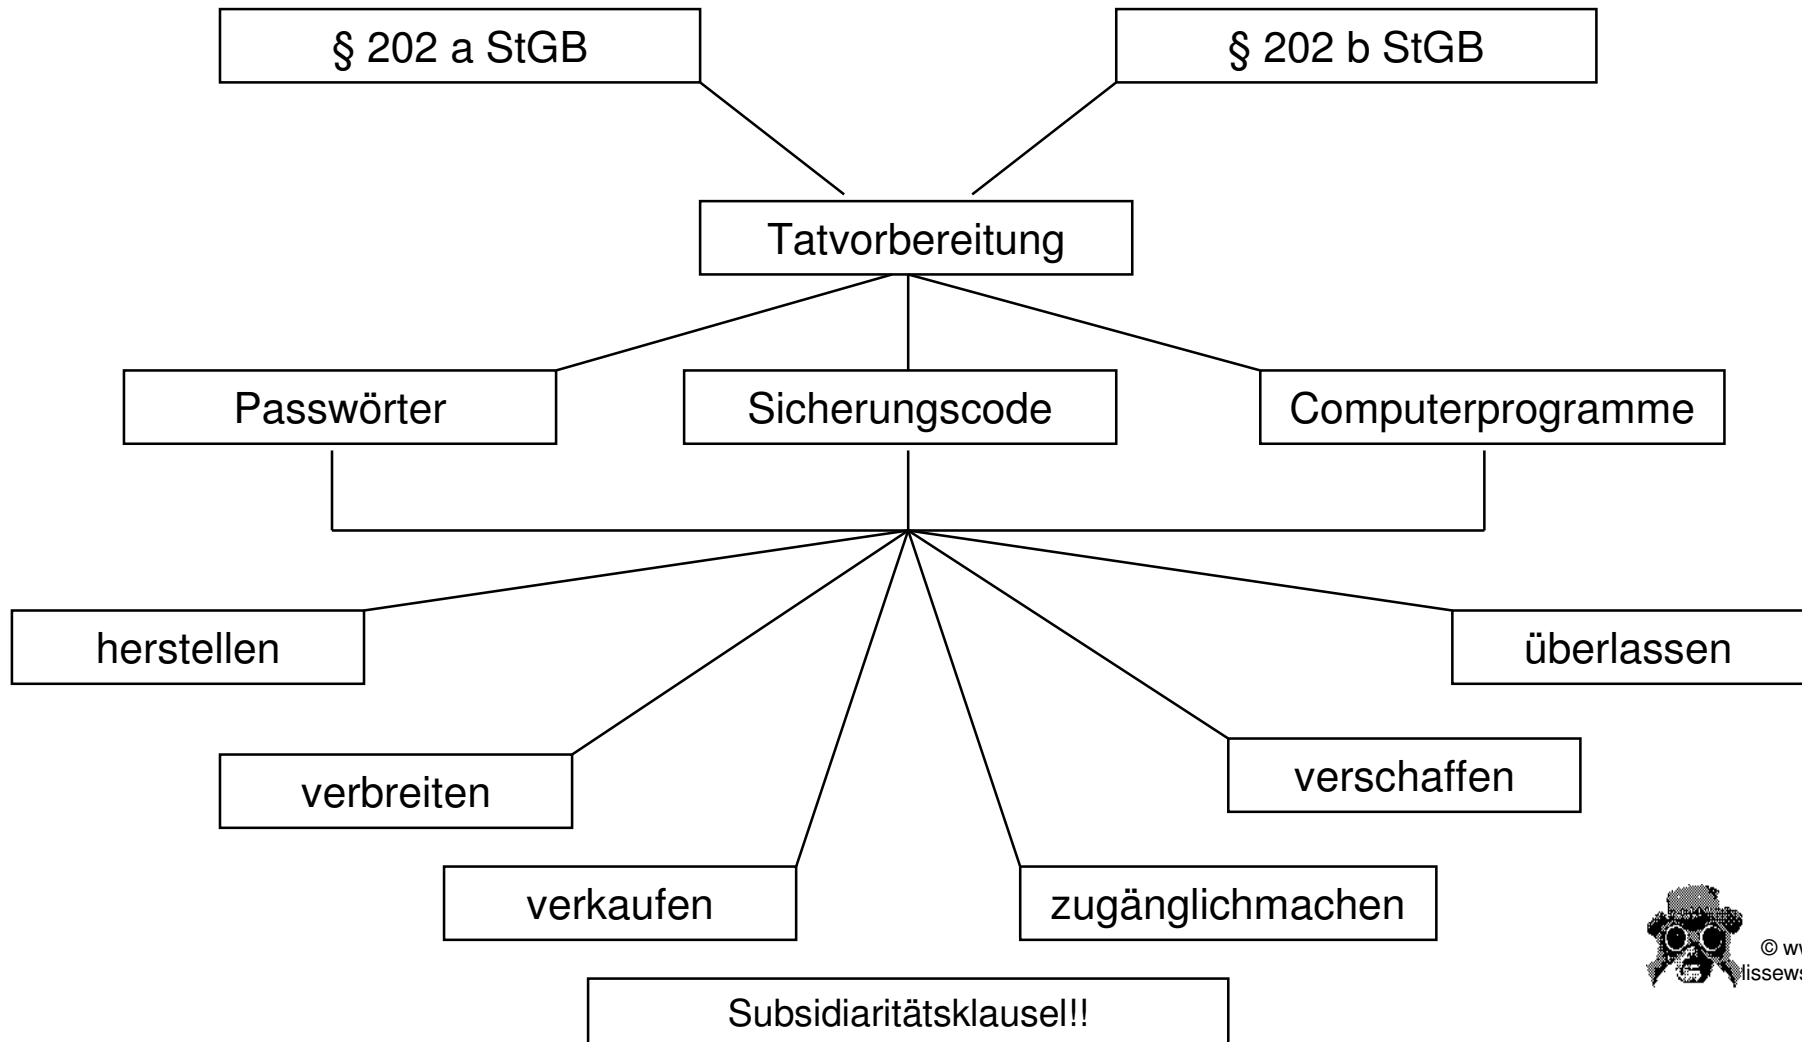 § 202 a StGB
§ 202 b StGB
Tatvorbereitung
Passwörter
Sicherungscode
Computerprogramme
herstellen
überlassen
verbreiten
verschaffen
verkaufen
zugänglichmachen
Subsidiaritätsklausel!!
©